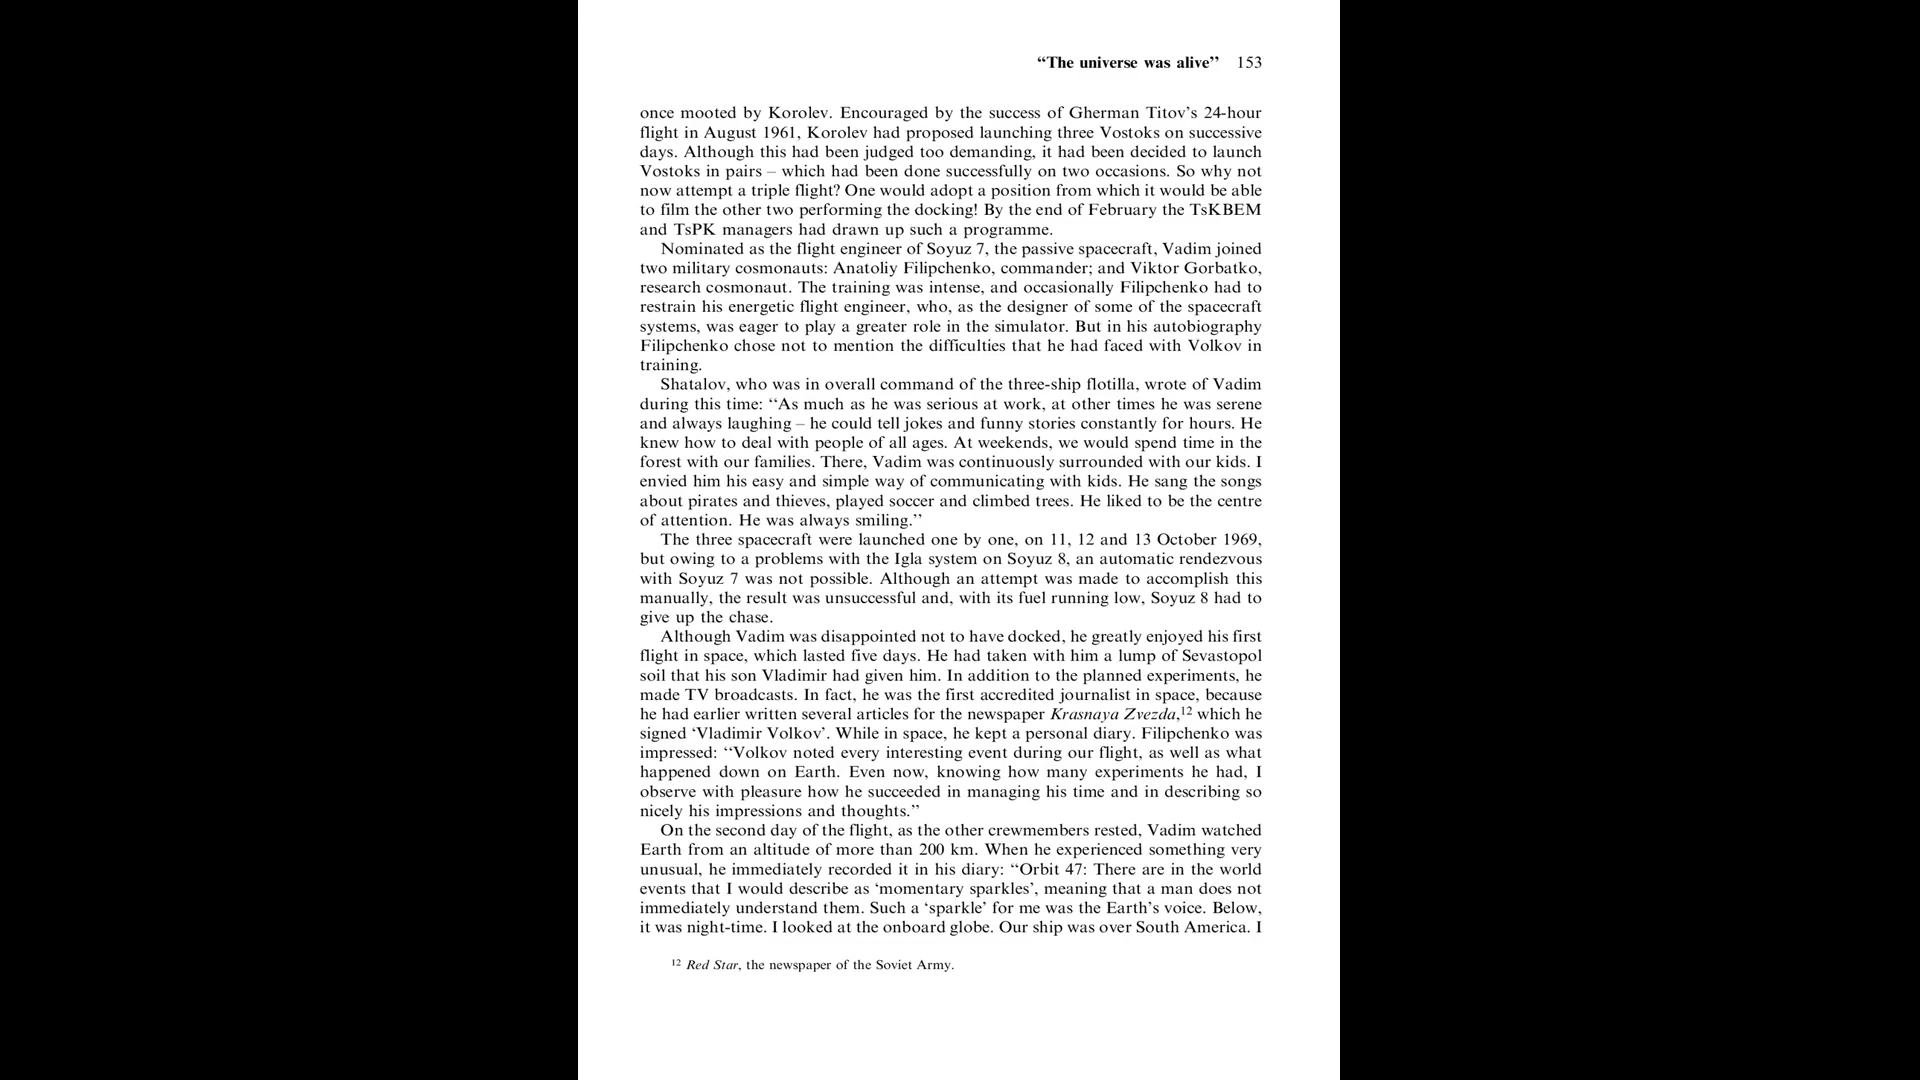 “The universe was alive” 153
once mooted by Korolev. Encouraged by the success of Gherman Titov’s 24-hour
flight in August 1961, Korolev had proposed launching three Vostoks on successive
days. Although this had been judged too demanding, it had been decided to launch
Vostoks in pairs – which had been done successfully on two occasions. So why not
now attempt a triple flight? One would adopt a position from which it would be able
to film the other two performing the docking! By the end of February the TsKBEM
and TsPK managers had drawn up such a programme.
Nominated as the flight engineer of Soyuz 7, the passive spacecraft, Vadim joined
two military cosmonauts: Anatoliy Filipchenko, commander; and Viktor Gorbatko,
research cosmonaut. The training was intense, and occasionally Filipchenko had to
restrain his energetic flight engineer, who, as the designer of some of the spacecraft
systems, was eager to play a greater role in the simulator. But in his autobiography
Filipchenko chose not to mention the difficulties that he had faced with Volkov in
training.
Shatalov, who was in overall command of the three-ship flotilla, wrote of Vadim
during this time: ‘‘As much as he was serious at work, at other times he was serene
and always laughing – he could tell jokes and funny stories constantly for hours. He
knew how to deal with people of all ages. At weekends, we would spend time in the
forest with our families. There, Vadim was continuously surrounded with our kids. I
envied him his easy and simple way of communicating with kids. He sang the songs
about pirates and thieves, played soccer and climbed trees. He liked to be the centre
of attention. He was always smiling.’’
The three spacecraft were launched one by one, on 11, 12 and 13 October 1969,
but owing to a problems with the Igla system on Soyuz 8, an automatic rendezvous
with Soyuz 7 was not possible. Although an attempt was made to accomplish this
manually, the result was unsuccessful and, with its fuel running low, Soyuz 8 had to
give up the chase.
Although Vadim was disappointed not to have docked, he greatly enjoyed his first
flight in space, which lasted five days. He had taken with him a lump of Sevastopol
soil that his son Vladimir had given him. In addition to the planned experiments, he
made TV broadcasts. In fact, he was the first accredited journalist in space, because
he had earlier written several articles for the newspaper Krasnaya Zvezda,12 which he
signed ‘Vladimir Volkov’. While in space, he kept a personal diary. Filipchenko was
impressed: ‘‘Volkov noted every interesting event during our flight, as well as what
happened down on Earth. Even now, knowing how many experiments he had, I
observe with pleasure how he succeeded in managing his time and in describing so
nicely his impressions and thoughts.’’
On the second day of the flight, as the other crewmembers rested, Vadim watched
Earth from an altitude of more than 200 km. When he experienced something very
unusual, he immediately recorded it in his diary: ‘‘Orbit 47: There are in the world
events that I would describe as ‘momentary sparkles’, meaning that a man does not
immediately understand them. Such a ‘sparkle’ for me was the Earth’s voice. Below,
it was night-time. I looked at the onboard globe. Our ship was over South America. I
12 Red Star, the newspaper of the Soviet Army.